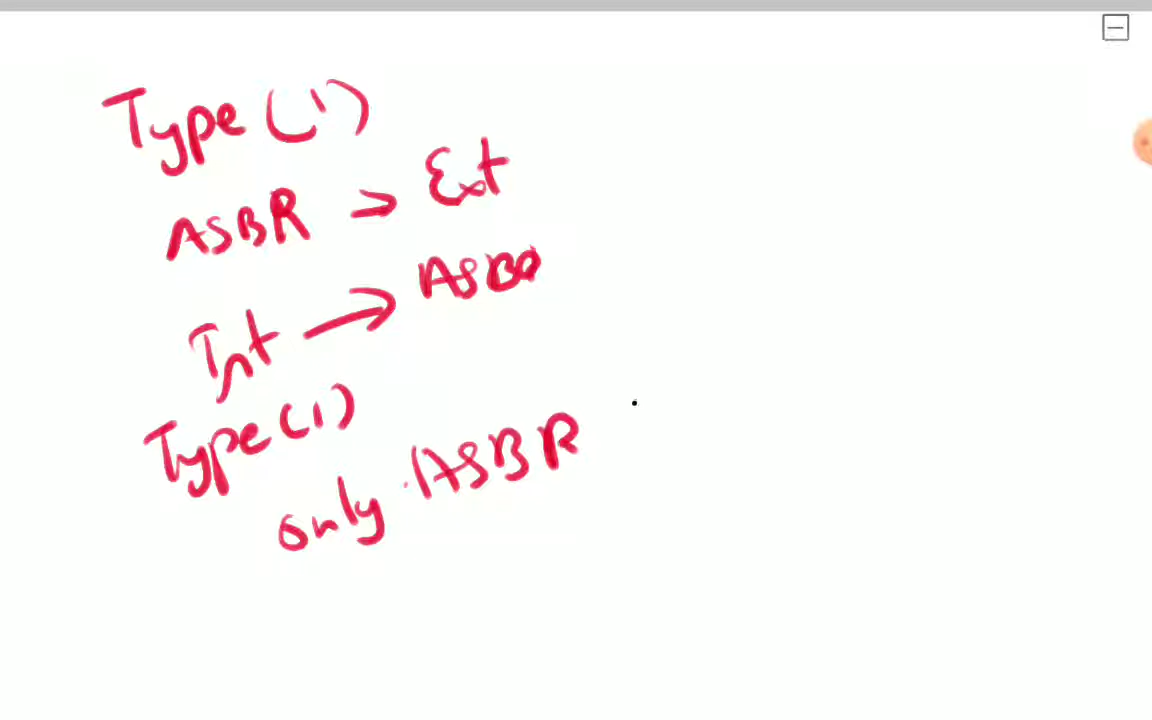 Type (1)
ASBR > Ext
Int → ASBR
Type (1)
only ASBR